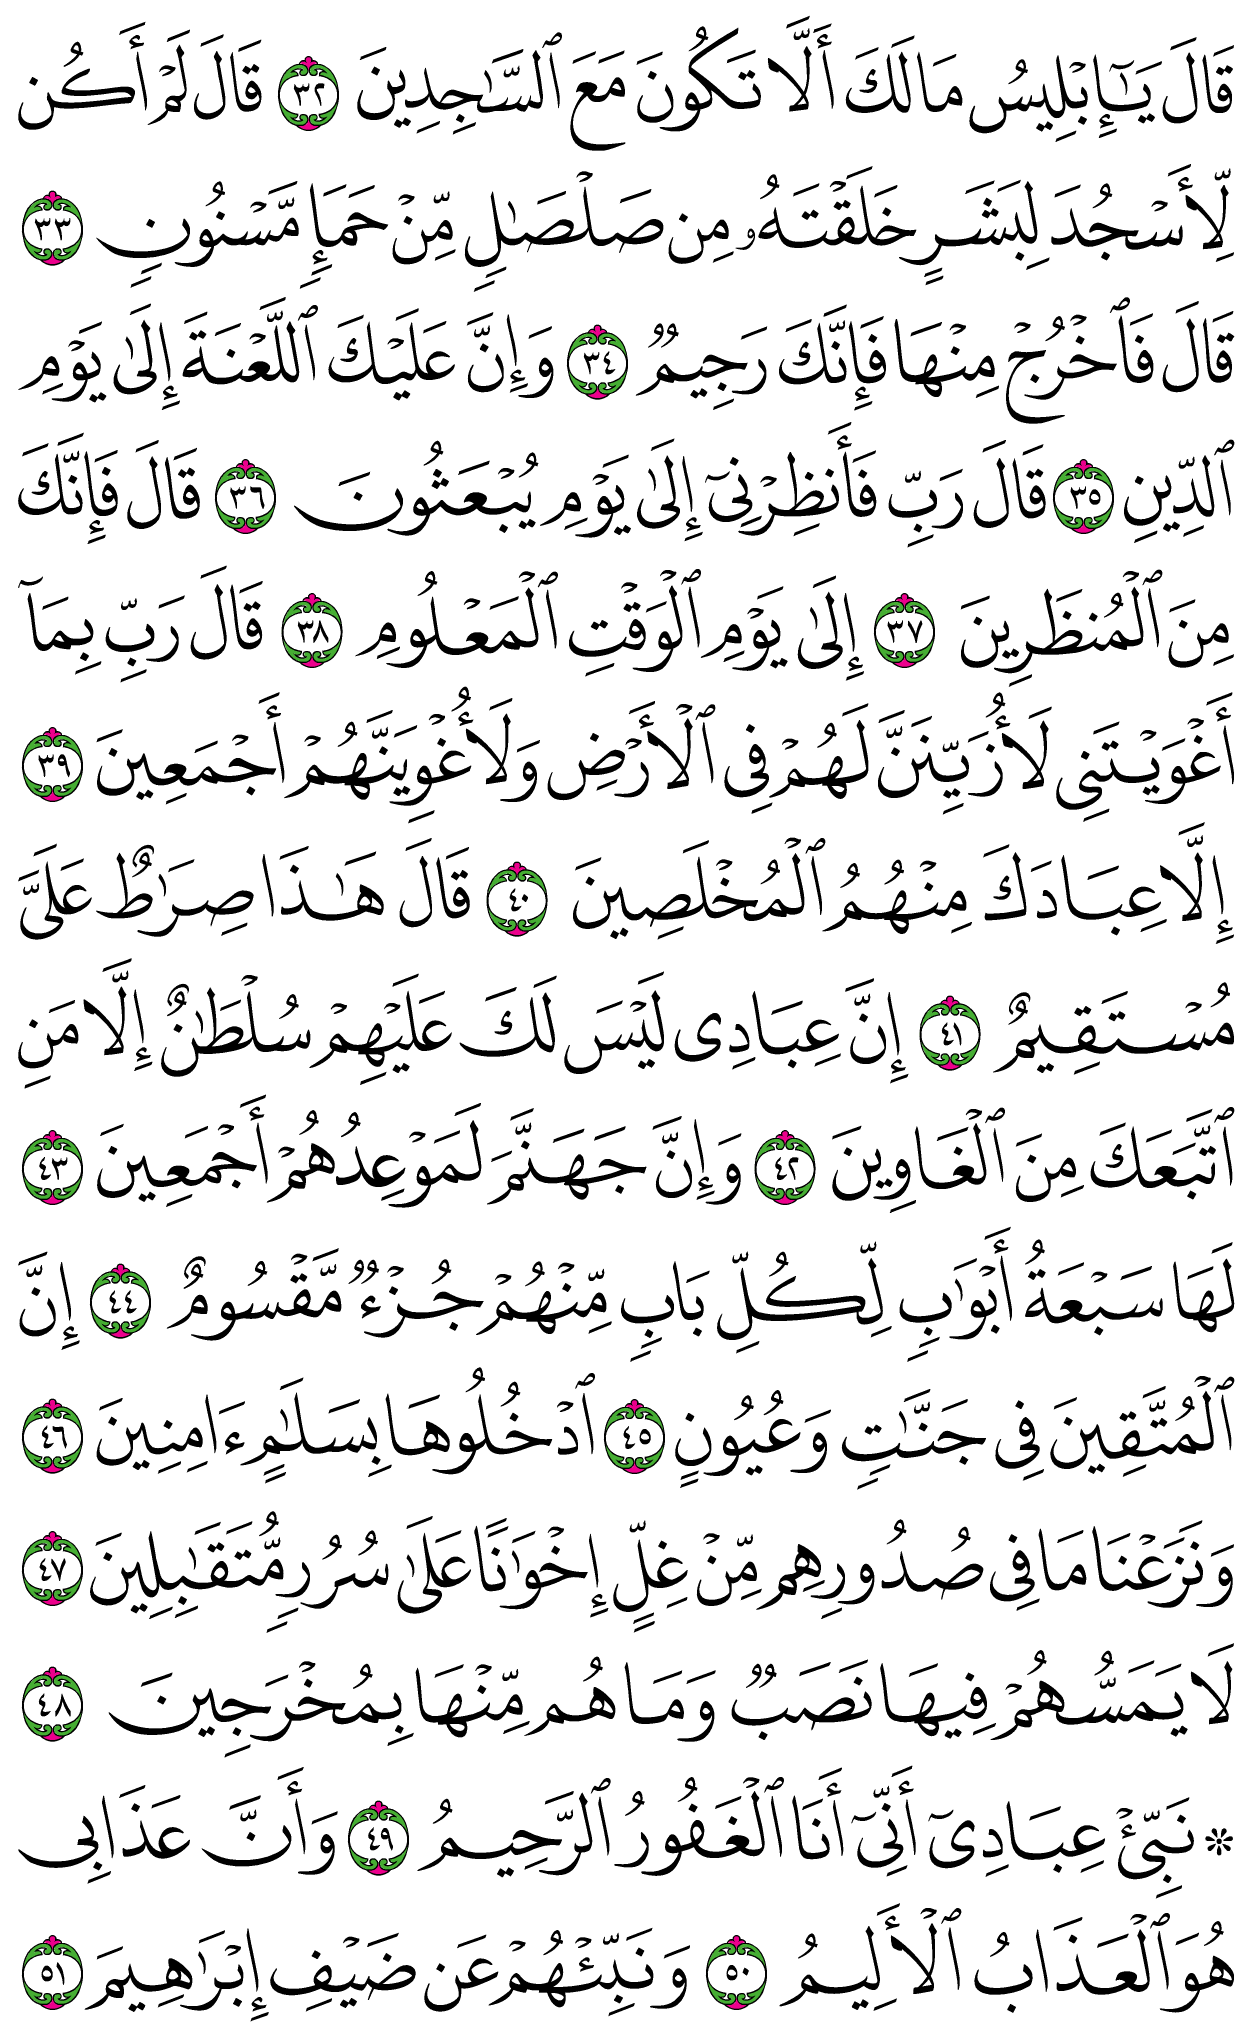 قَالَ يَٰٓإِبۡلِيسُ مَا لَكَ أَلَّا تَكُونَ مَعَ ٱلسَّٰجِدِينَ ٣٢ قَالَ لَمۡ أَكُن
لِّأَسۡجُدَ لِبَشَرٍ خَلَقۡتَهُۥ مِن صَلۡصَٰلٖ مِّنۡ حَمَإٖ مَّسۡنُونٖ ٣٣
قَالَ فَٱخۡرُجۡ مِنۡهَا فَإِنَّكَ رَجِيمٞ ٣٤ وَإِنَّ عَلَيۡكَ ٱللَّعۡنَةَ إِلَىٰ يَوۡمِ
ٱلدِّينِ ٣٥ قَالَ رَبِّ فَأَنظِرۡنِيٓ إِلَىٰ يَوۡمِ يُبۡعَثُونَ ٣٦ قَالَ فَإِنَّكَ
مِنَ ٱلۡمُنظَرِينَ ٣٧ إِلَىٰ يَوۡمِ ٱلۡوَقۡتِ ٱلۡمَعۡلُومِ ٣٨ قَالَ رَبِّ بِمَآ
أَغۡوَيۡتَنِي لَأُزَيِّنَنَّ لَهُمۡ فِي ٱلۡأَرۡضِ وَلَأُغۡوِيَنَّهُمۡ أَجۡمَعِينَ ٣٩
إِلَّا عِبَادَكَ مِنۡهُمُ ٱلۡمُخۡلَصِينَ ٤٠ قَالَ هَٰذَا صِرَٰطٌ عَلَيَّ
مُسۡتَقِيمٌ ٤١ إِنَّ عِبَادِي لَيۡسَ لَكَ عَلَيۡهِمۡ سُلۡطَٰنٌ إِلَّا مَنِ
ٱتَّبَعَكَ مِنَ ٱلۡغَاوِينَ ٤٢ وَإِنَّ جَهَنَّمَ لَمَوۡعِدُهُمۡ أَجۡمَعِينَ ٤٣
لَهَا سَبۡعَةُ أَبۡوَٰبٖ لِّكُلِّ بَابٖ مِّنۡهُمۡ جُزۡءٞ مَّقۡسُومٌ ٤٤ إِنَّ
ٱلۡمُتَّقِينَ فِي جَنَّٰتٖ وَعُيُونٍ ٤٥ ٱدۡخُلُوهَا بِسَلَٰمٍ ءَامِنِينَ ٤٦
وَنَزَعۡنَا مَا فِي صُدُورِهِم مِّنۡ غِلٍّ إِخۡوَٰنًا عَلَىٰ سُرُرٖ مُّتَقَٰبِلِينَ ٤٧
لَا يَمَسُّهُمۡ فِيهَا نَصَبٞ وَمَا هُم مِّنۡهَا بِمُخۡرَجِينَ ٤٨
۞ نَبِّئۡ عِبَادِيٓ أَنِّيٓ أَنَا ٱلۡغَفُورُ ٱلرَّحِيمُ ٤٩ وَأَنَّ عَذَابِي
هُوَ ٱلۡعَذَابُ ٱلۡأَلِيمُ ٥٠ وَنَبِّئۡهُمۡ عَن ضَيۡفِ إِبۡرَٰهِيمَ ٥١